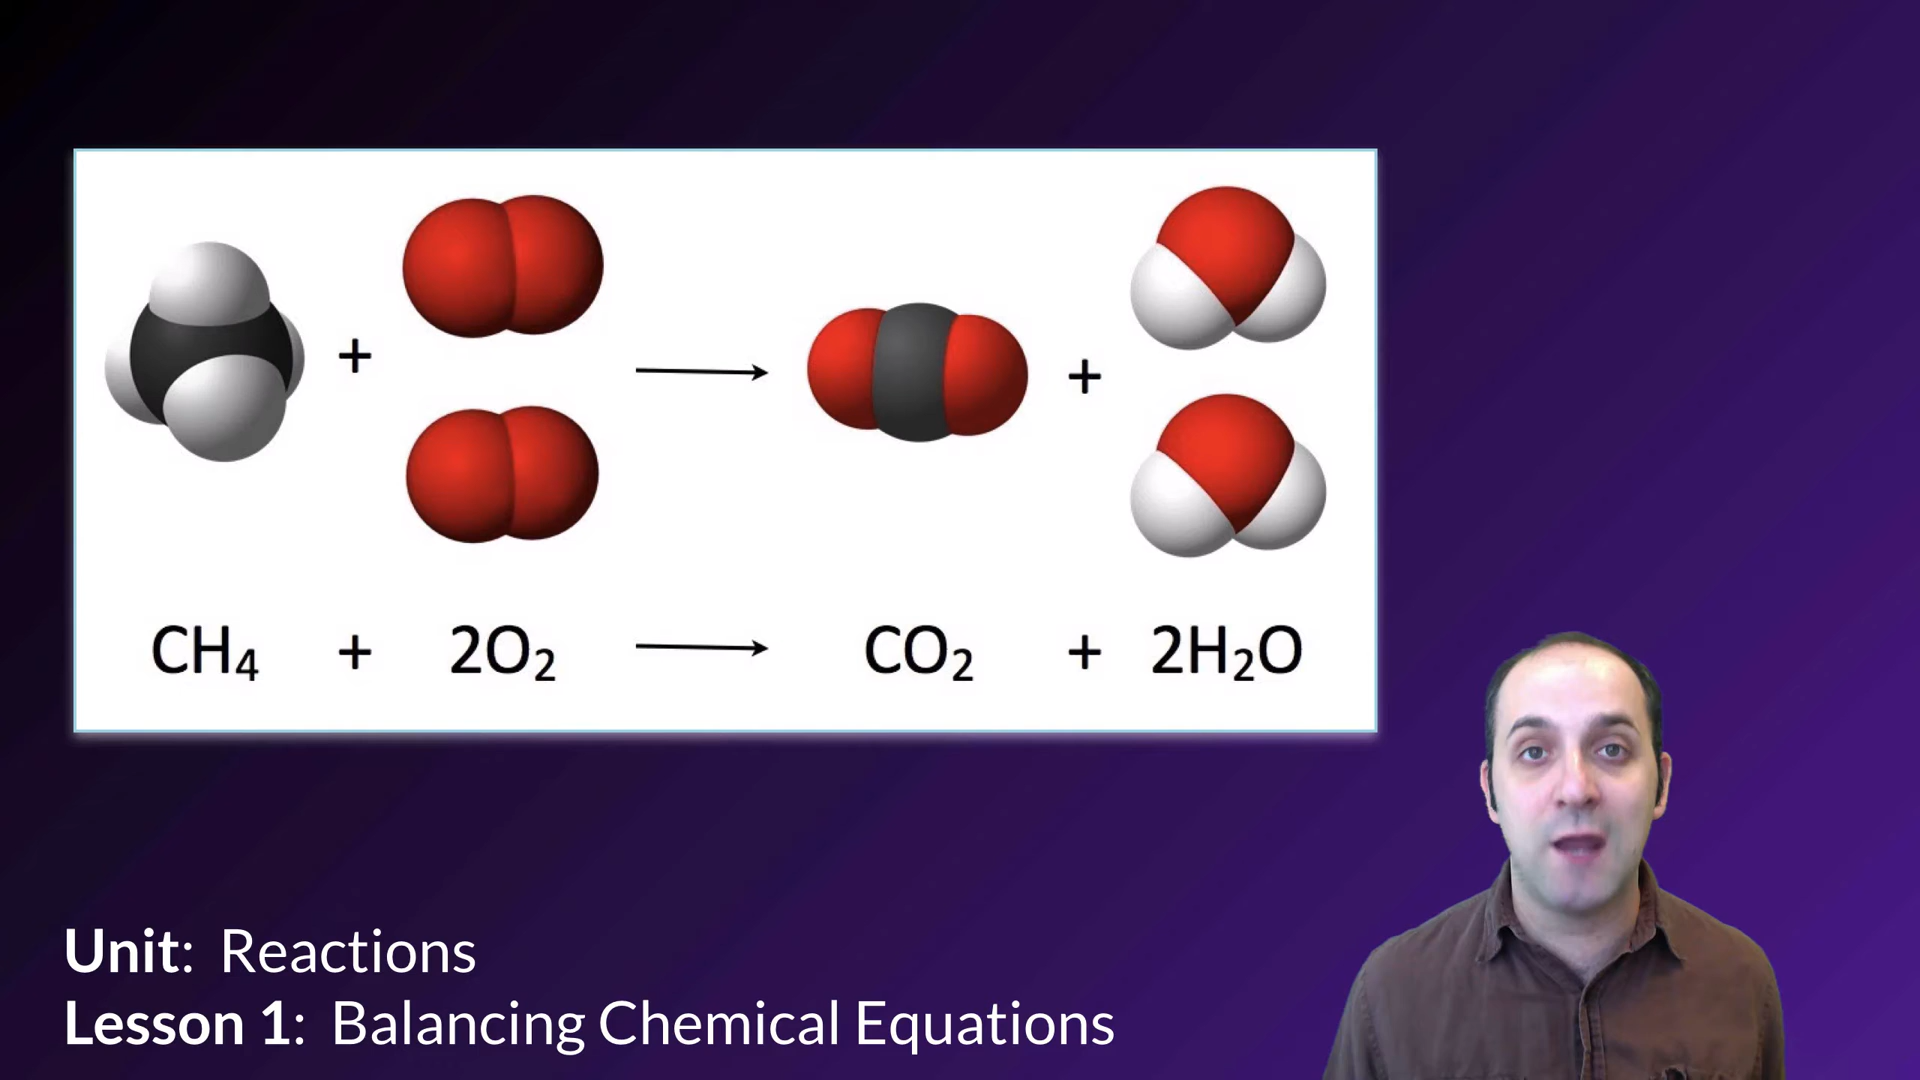 + +
CH₄ + 2O₂ → CO₂ + 2H₂O
Unit: Reactions
Lesson 1: Balancing Chemical Equations